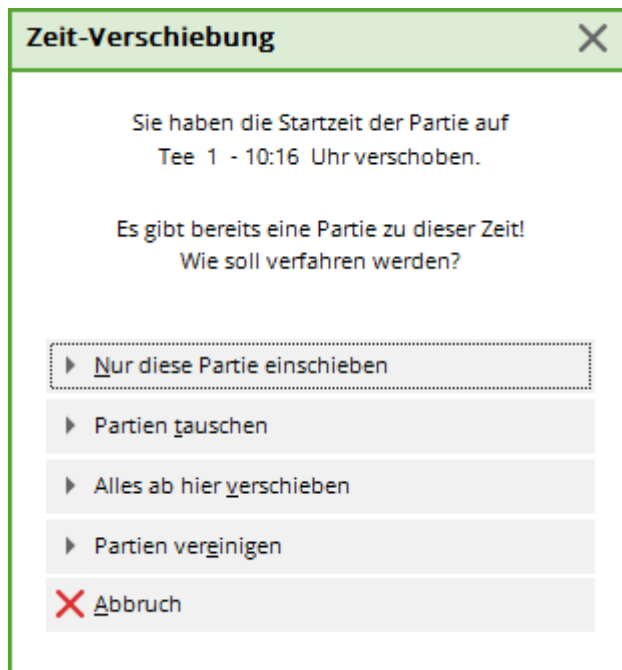 Zeit-Verschiebung
Sie haben die Startzeit der Partie auf
Tee 1 - 10:16 Uhr verschoben.
Es gibt bereits eine Partie zu dieser Zeit!
Wie soll verfahren werden?
Nur diese Partie einschieben
Partien tauschen
Alles ab hier verschieben
Partien vereinigen
Abbruch